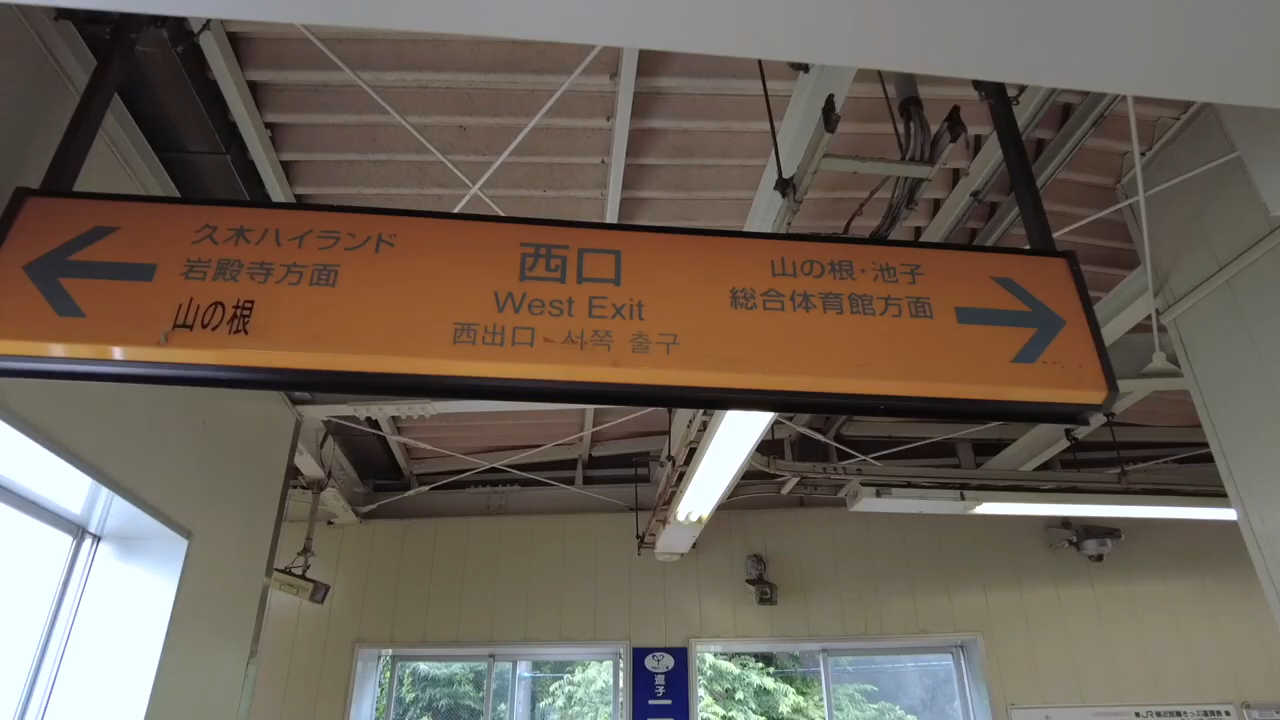 久木ハイランド
岩殿寺方面
山の根
西口
West Exit
西出口・서쪽 출구
山の根・池子
総合体育館方面
逗子